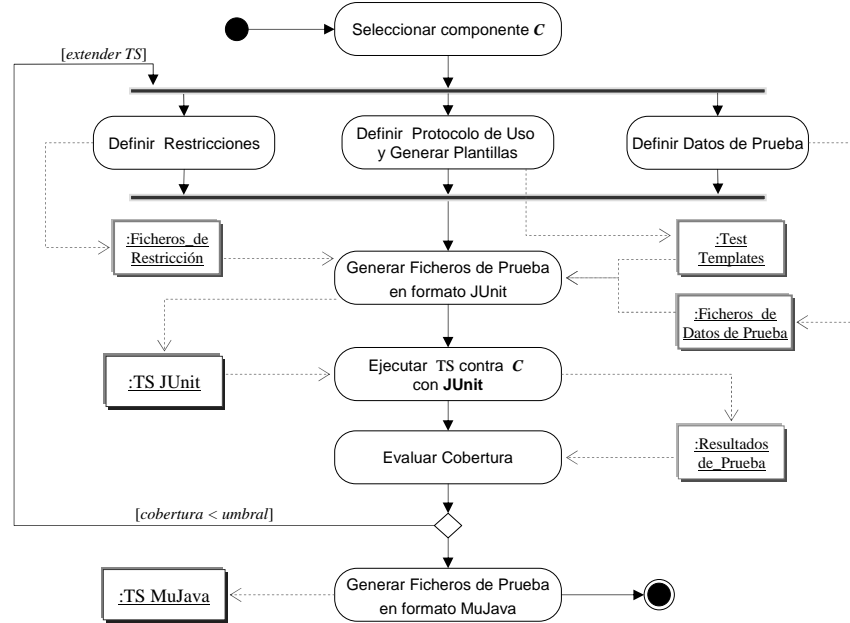 Seleccionar componente C
[extender TS]
Definir Restricciones
Definir Protocolo de Uso
y Generar Plantillas
Definir Datos de Prueba
:Ficheros_de
Restricción
:Test
Templates
Generar Ficheros de Prueba
en formato JUnit
:Ficheros_de
Datos de Prueba
:TS JUnit
Ejecutar TS contra C
con JUnit
Evaluar Cobertura
:Resultados
de_Prueba
[cobertura < umbral]
:TS MuJava
Generar Ficheros de Prueba
en formato MuJava